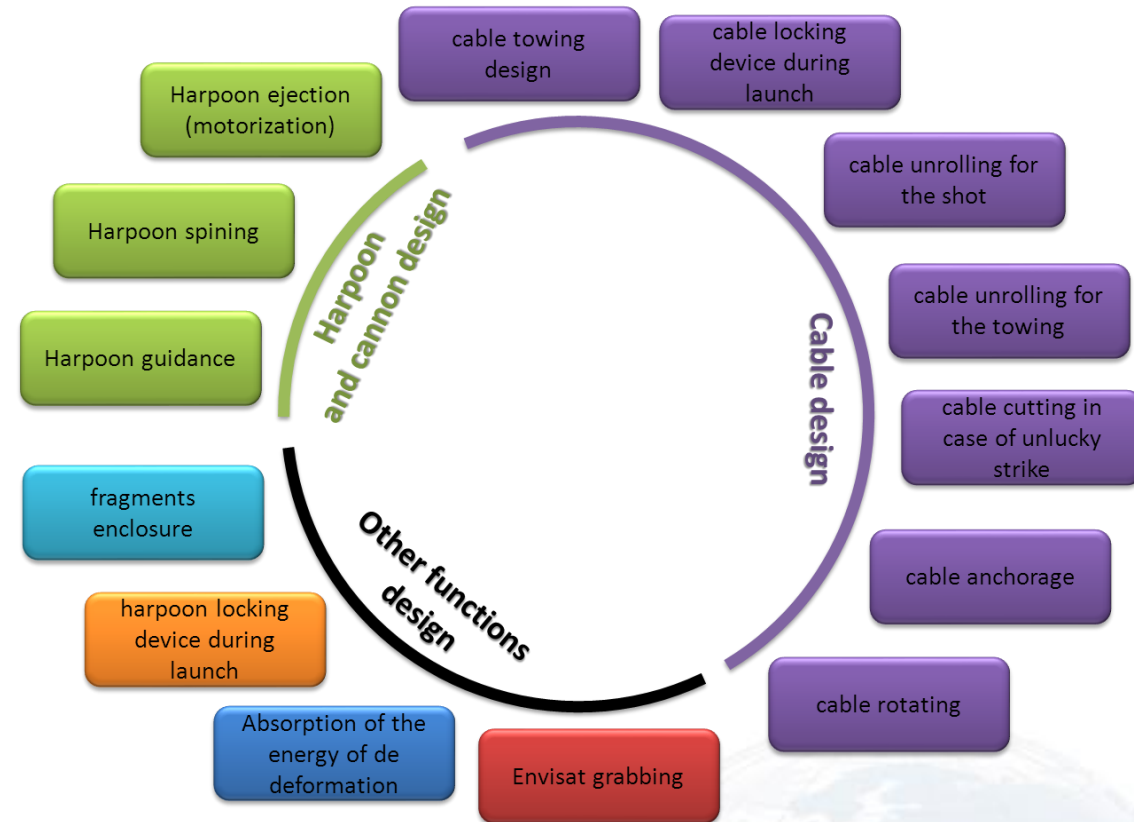 cable towing
design
cable locking
device during
launch
Harpoon ejection
(motorization)
cable unrolling for
the shot
Harpoon spining
cable unrolling for
the towing
Harpoon guidance
cable cutting in
case of unlucky
strike
Harpoon
and cannon design
Cable design
Other functions
design
fragments
enclosure
cable anchorage
harpoon locking
device during
launch
cable rotating
Absorption of the
energy of de
deformation
Envisat grabbing